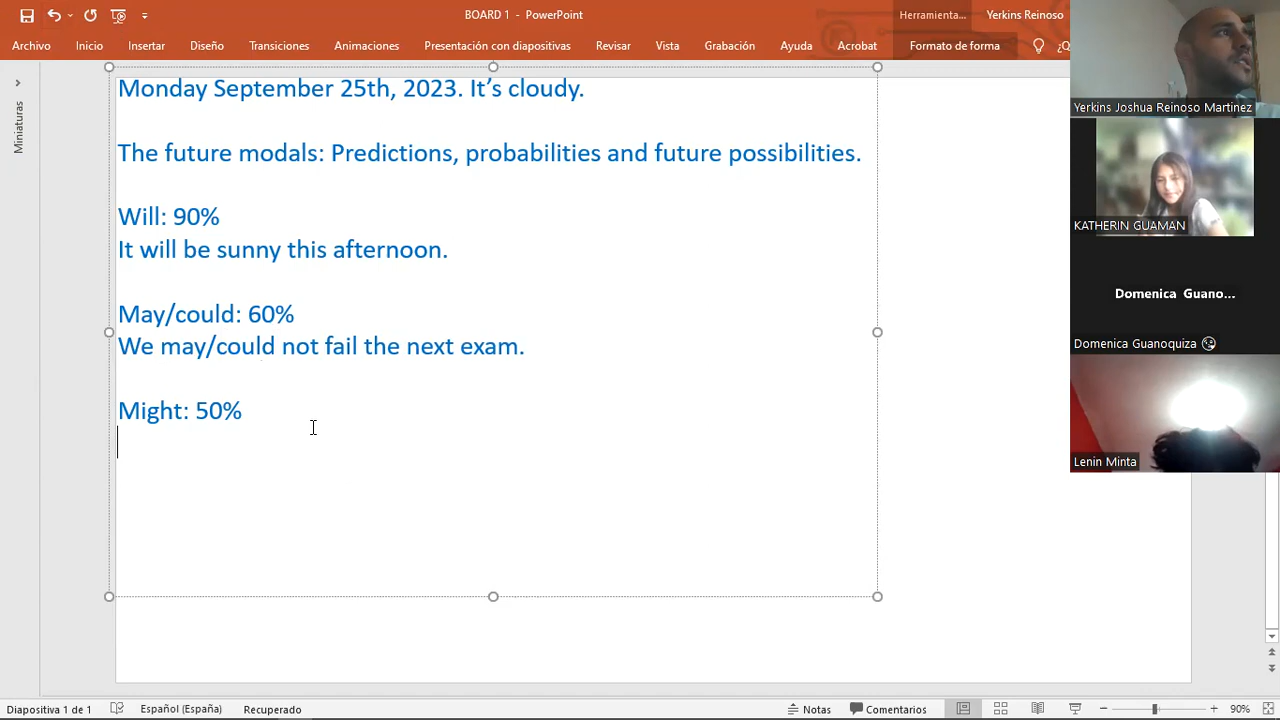 BOARD 1 - PowerPoint
Herramienta...
Yerkins Reinoso
Archivo
Inicio
Insertar
Diseño
Transiciones
Animaciones
Presentación con diapositivas
Revisar
Vista
Grabación
Ayuda
Acrobat
Formato de forma
¿Q
Miniaturas
Monday September 25th, 2023. It’s cloudy.
The future modals: Predictions, probabilities and future possibilities.
Will: 90%
It will be sunny this afternoon.
May/could: 60%
We may/could not fail the next exam.
Might: 50%
Yerkins Joshua Reinoso Martinez
KATHERIN GUAMAN
Domenica Guano...
Domenica Guanoquiza 😘
Lenin Minta
Diapositiva 1 de 1
Español (España)
Recuperado
Notas
Comentarios
90%